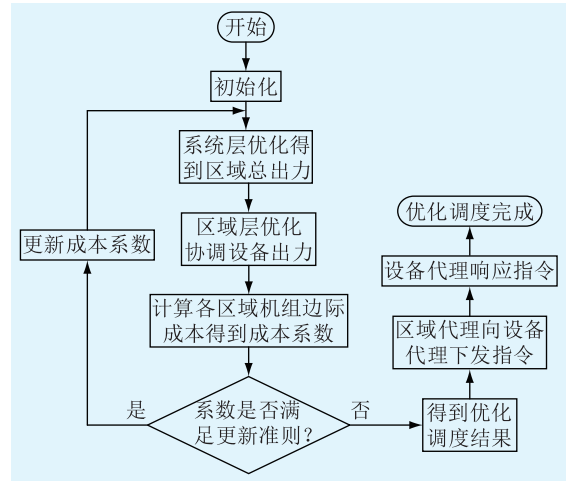 开始
初始化
系统层优化得
到区域总出力
区域层优化
协调设备出力
更新成本系数
计算各区域机组边际
成本得到成本系数
系数是否满
足更新准则?
是
否
得到优化
调度结果
区域代理向设备
代理下发指令
设备代理响应指令
优化调度完成